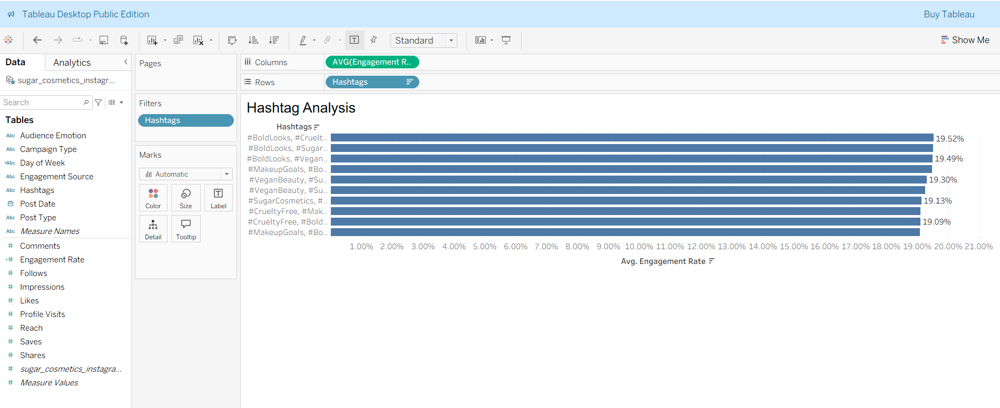 Tableau Desktop Public Edition
Buy Tableau
Standard
Show Me
Data
Analytics
sugar_cosmetics_instagr...
Search
Tables
Abc Audience Emotion
Abc Campaign Type
=Abc Day of Week
Abc Engagement Source
Abc Hashtags
Post Date
Abc Post Type
Abc Measure Names
# Comments
=# Engagement Rate
# Follows
# Impressions
# Likes
# Profile Visits
# Reach
# Saves
# Shares
# sugar_cosmetics_instagra...
# Measure Values
Pages
Filters
Hashtags
Marks
Automatic
Color
Size
Label
Detail
Tooltip
Columns
AVG(Engagement R..
Rows
Hashtags
Hashtag Analysis
Hashtags
#BoldLooks, #Cruelt.. 19.52%
#BoldLooks, #Sugar..
#BoldLooks, #Vegan.. 19.49%
#MakeupGoals, #Bo..
#VeganBeauty, #Su.. 19.30%
#VeganBeauty, #Su..
#SugarCosmetics, #.. 19.13%
#CrueltyFree, #Mak..
#CrueltyFree, #Bold.. 19.09%
#MakeupGoals, #Bo..
1.00% 2.00% 3.00% 4.00% 5.00% 6.00% 7.00% 8.00% 9.00% 10.00% 11.00% 12.00% 13.00% 14.00% 15.00% 16.00% 17.00% 18.00% 19.00% 20.00% 21.00%
Avg. Engagement Rate